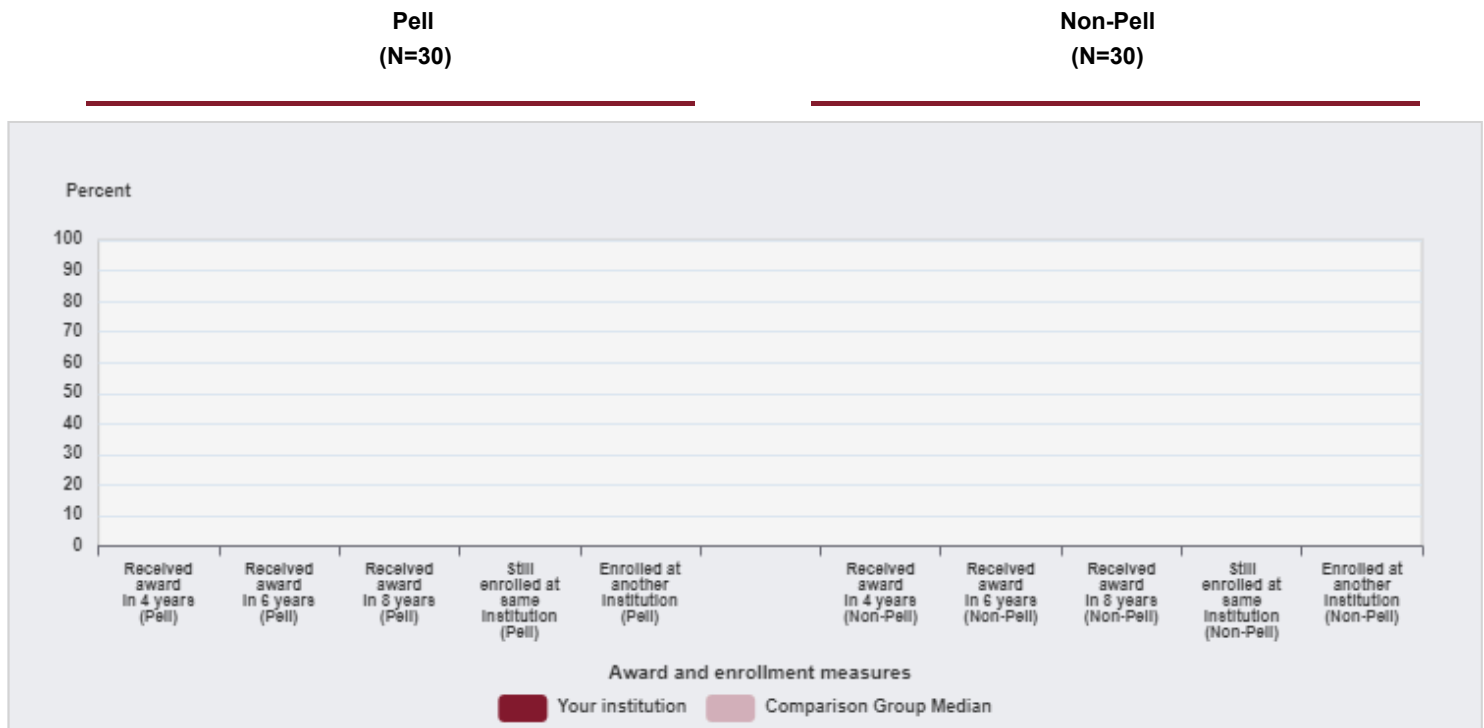 Pell
(N=30)
Non-Pell
(N=30)
Percent
100
90
80
70
60
50
40
30
20
10
0
Received
award
in 4 years
(Pell)
Received
award
in 6 years
(Pell)
Received
award
in 8 years
(Pell)
Still
enrolled at
same
institution
(Pell)
Enrolled at
another
institution
(Pell)
Received
award
in 4 years
(Non-Pell)
Received
award
in 6 years
(Non-Pell)
Received
award
in 8 years
(Non-Pell)
Still
enrolled at
same
institution
(Non-Pell)
Enrolled at
another
institution
(Non-Pell)
Award and enrollment measures
Your institution
Comparison Group Median